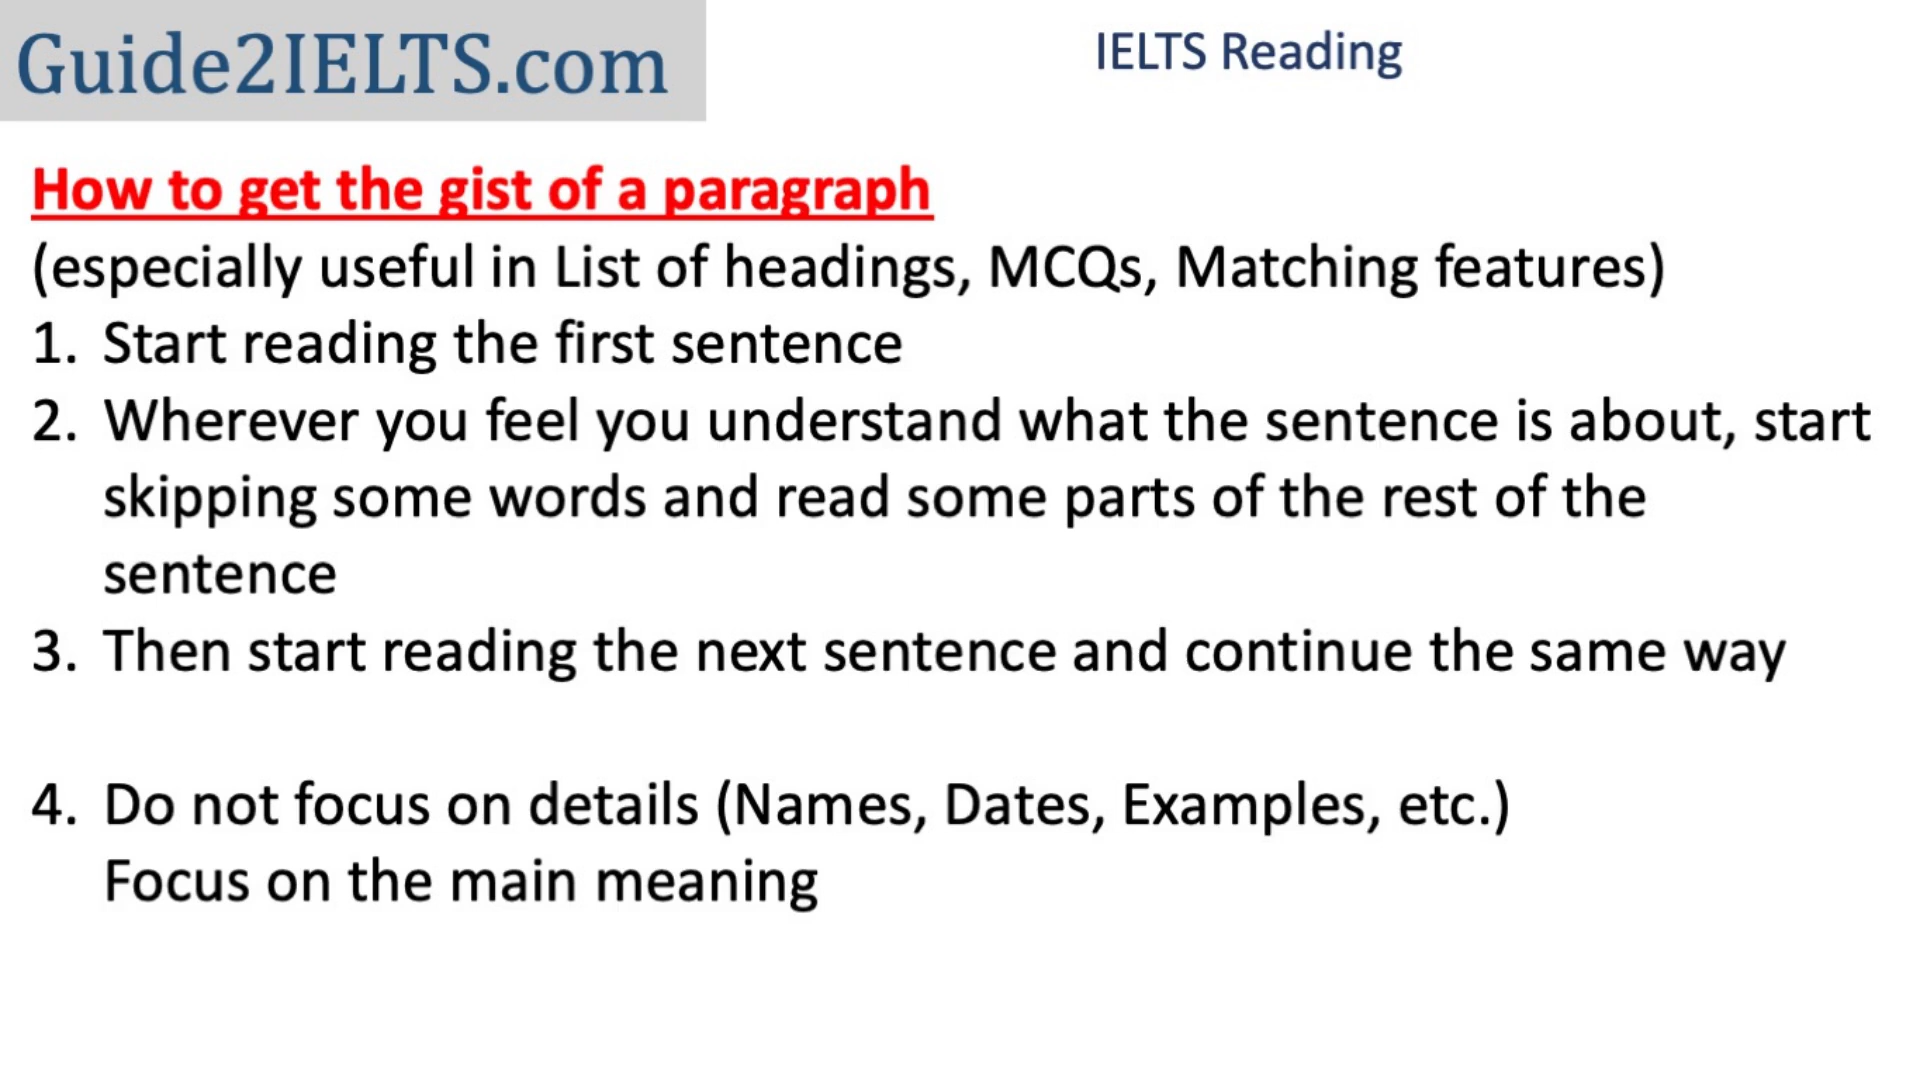 Guide2IELTS.com
IELTS Reading
How to get the gist of a paragraph
(especially useful in List of headings, MCQs, Matching features)
1. Start reading the first sentence
2. Wherever you feel you understand what the sentence is about, start
skipping some words and read some parts of the rest of the
sentence
3. Then start reading the next sentence and continue the same way
4. Do not focus on details (Names, Dates, Examples, etc.)
Focus on the main meaning